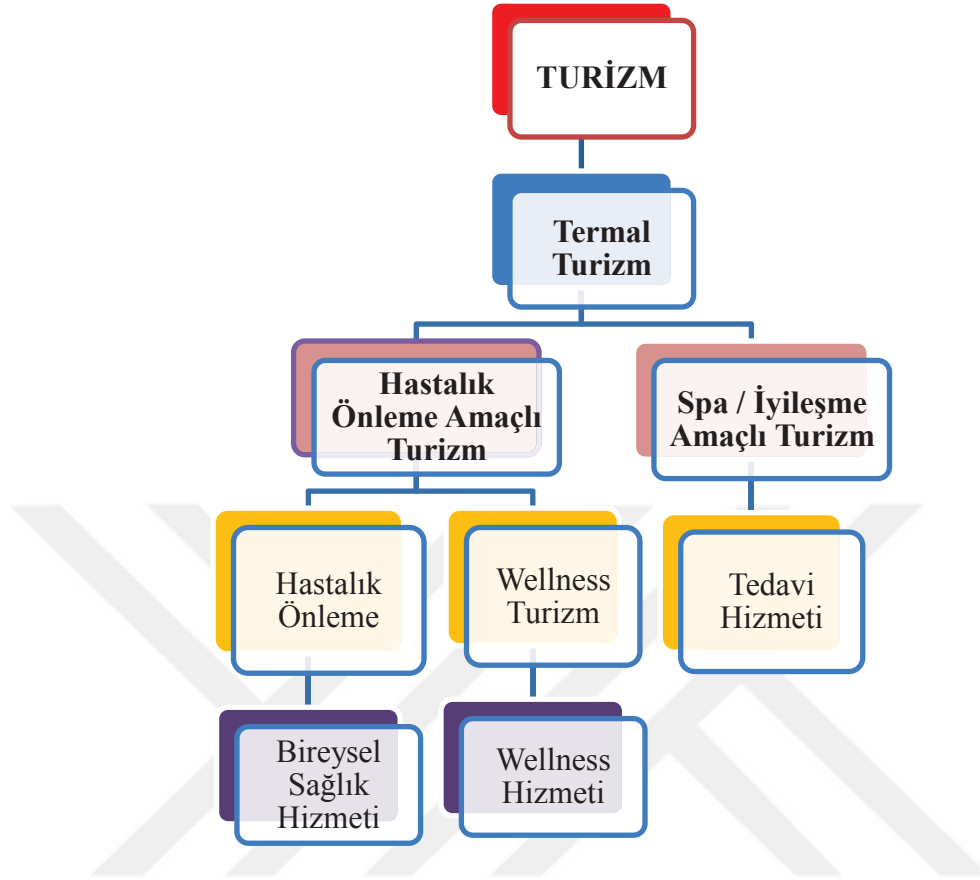 TURİZM
Termal
Turizm
Hastalık
Önleme Amaçlı
Turizm
Spa / İyileşme
Amaçlı Turizm
Hastalık
Önleme
Wellness
Turizm
Tedavi
Hizmeti
Bireysel
Sağlık
Hizmeti
Wellness
Hizmeti